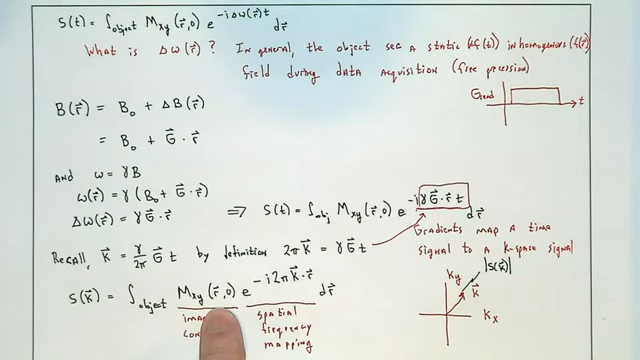 S(t) = ∫object Mxy(r⃗,0) e^{-iΔω(r⃗)t} dr⃗
What is Δω(r⃗)? In general, the object see a static (≠f(t)) inhomogenous (f(r⃗))
field during data acquisition (free precession)
Gread
t
B(r⃗) = B₀ + ΔB(r⃗)
= B₀ + G⃗ · r⃗
AND ω = γB
ω(r⃗) = γ(B₀ + G⃗ · r⃗)
Δω(r⃗) = γG⃗ · r⃗ ⟹ S(t) = ∫obj Mxy(r⃗,0) e^{-iγG⃗·r⃗t} dr⃗
Gradients map a time
signal to a k-space signal
Recall, k⃗ = γ/2π G⃗ t by definition 2πk⃗ = γG⃗t
S(k⃗) = ∫object Mxy(r⃗,0) e^{-i2πk⃗·r⃗} dr⃗
spatial
frequency
mapping
Ky
|S(k⃗)|
k⃗
Kx